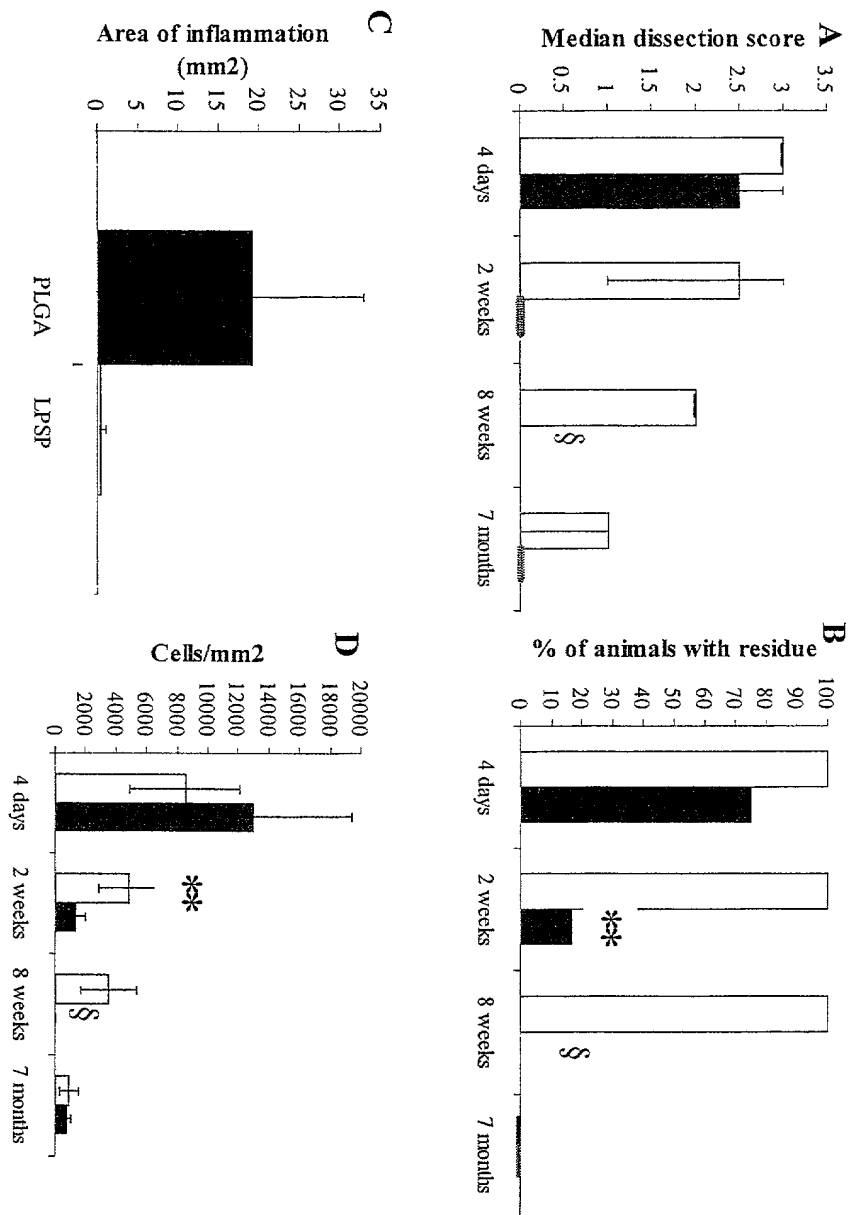 A
Median dissection score
3.5
3
2.5
2
1.5
1
0.5
0
4 days
2 weeks
8 weeks
7 months
§
B
% of animals with residue
100
90
80
70
60
50
40
30
20
10
0
4 days
2 weeks
8 weeks
7 months
**
§
C
Area of inflammation
(mm2)
35
30
25
20
15
10
5
0
PLGA
LPSP
D
Cells/mm2
20000
18000
16000
14000
12000
10000
8000
6000
4000
2000
0
4 days
2 weeks
8 weeks
7 months
**
§